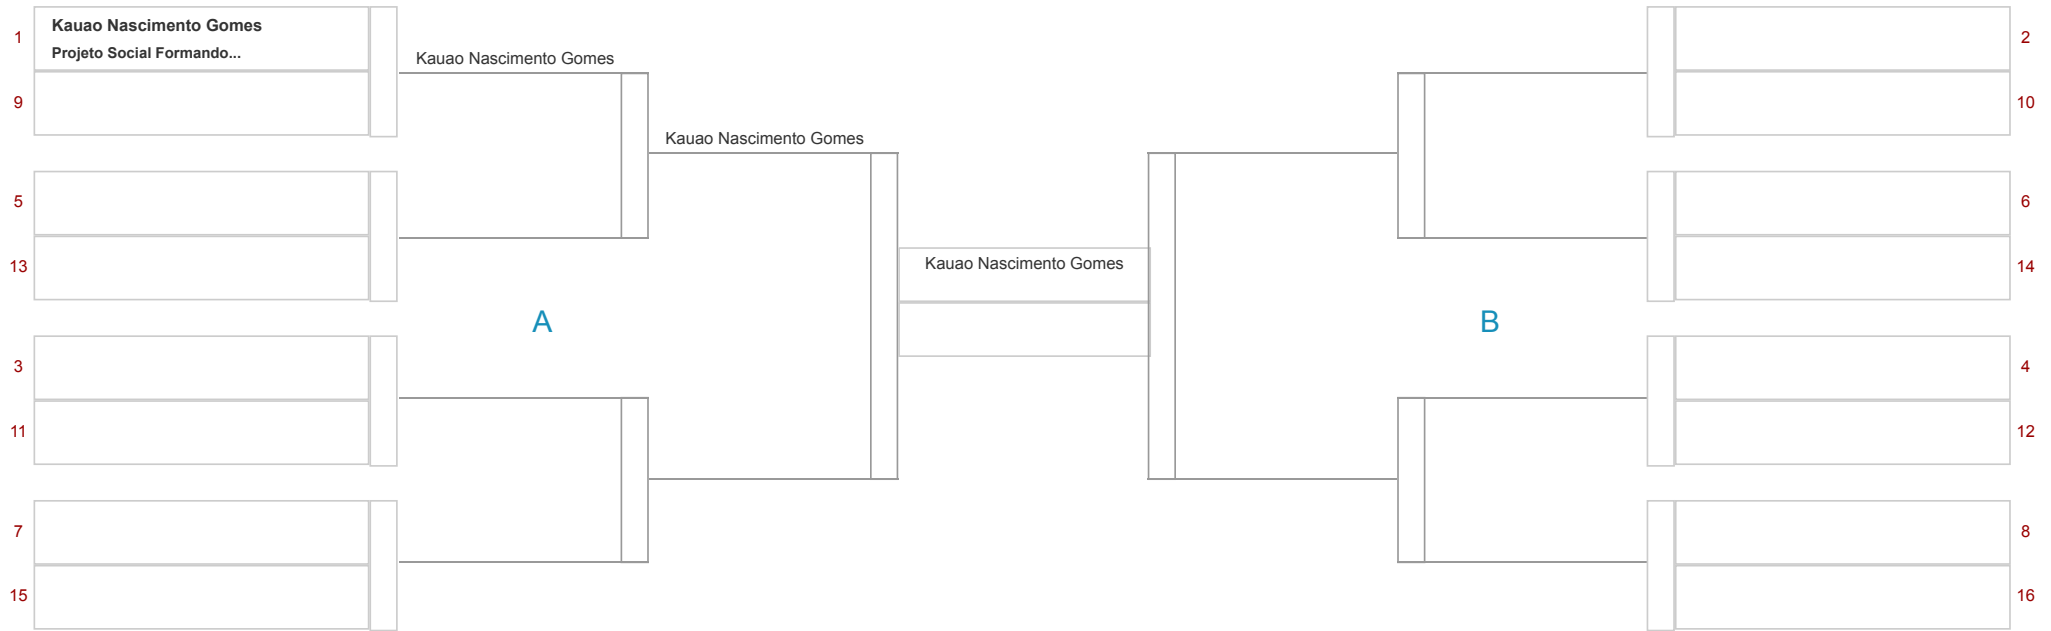 1
Kauao Nascimento Gomes
Projeto Social Formando...
9
5
13
3
11
7
15
Kauao Nascimento Gomes
Kauao Nascimento Gomes
A
Kauao Nascimento Gomes
B
2
10
6
14
4
12
8
16